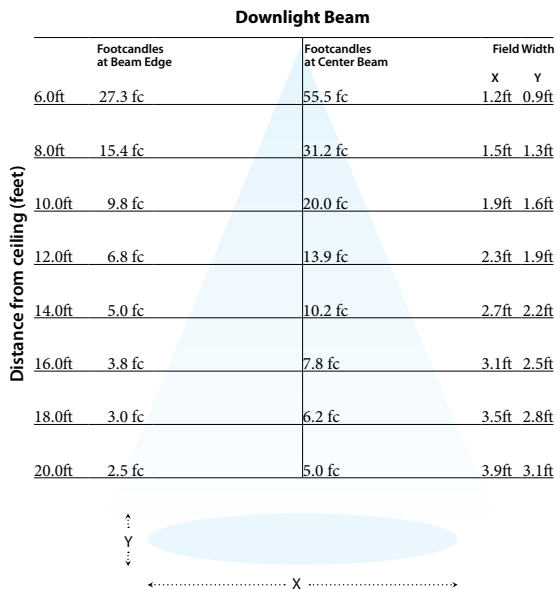 Downlight Beam
Footcandles
at Beam Edge
Footcandles
at Center Beam
Field Width
X Y
6.0ft 27.3 fc 55.5 fc 1.2ft 0.9ft
8.0ft 15.4 fc 31.2 fc 1.5ft 1.3ft
10.0ft 9.8 fc 20.0 fc 1.9ft 1.6ft
12.0ft 6.8 fc 13.9 fc 2.3ft 1.9ft
14.0ft 5.0 fc 10.2 fc 2.7ft 2.2ft
16.0ft 3.8 fc 7.8 fc 3.1ft 2.5ft
18.0ft 3.0 fc 6.2 fc 3.5ft 2.8ft
20.0ft 2.5 fc 5.0 fc 3.9ft 3.1ft
Distance from ceiling (feet)
Y
X